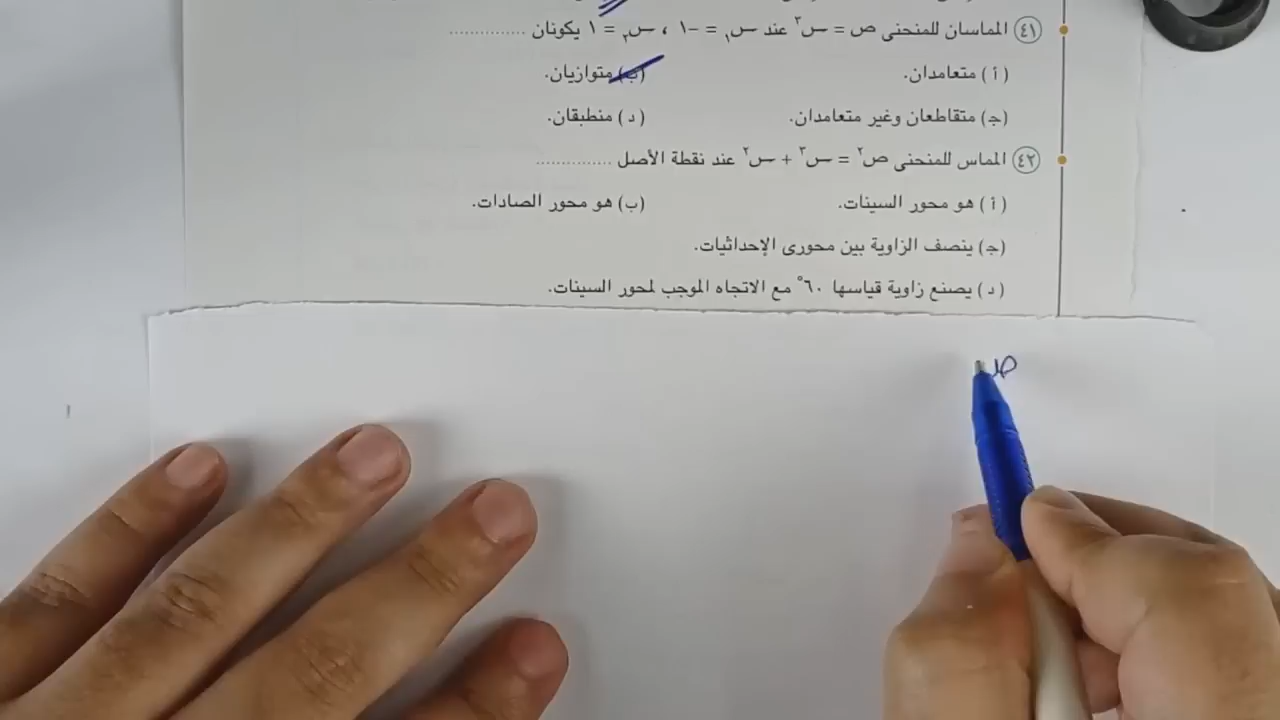 ٤١ المماسان للمنحنى ص = س٣ عند س١ = -١ ، س٢ = ١ يكونان ..............
(أ) متعامدان. (ب) متوازيان.
(ج) متقاطعان وغير متعامدان. (د) منطبقان.
٤٢ المماس للمنحنى ص٢ = س٣ + س٢ عند نقطة الأصل ..............
(أ) هو محور السينات. (ب) هو محور الصادات.
(ج) ينصف الزاوية بين محورى الإحداثيات.
(د) يصنع زاوية قياسها ٦٠° مع الاتجاه الموجب لمحور السينات.
ص